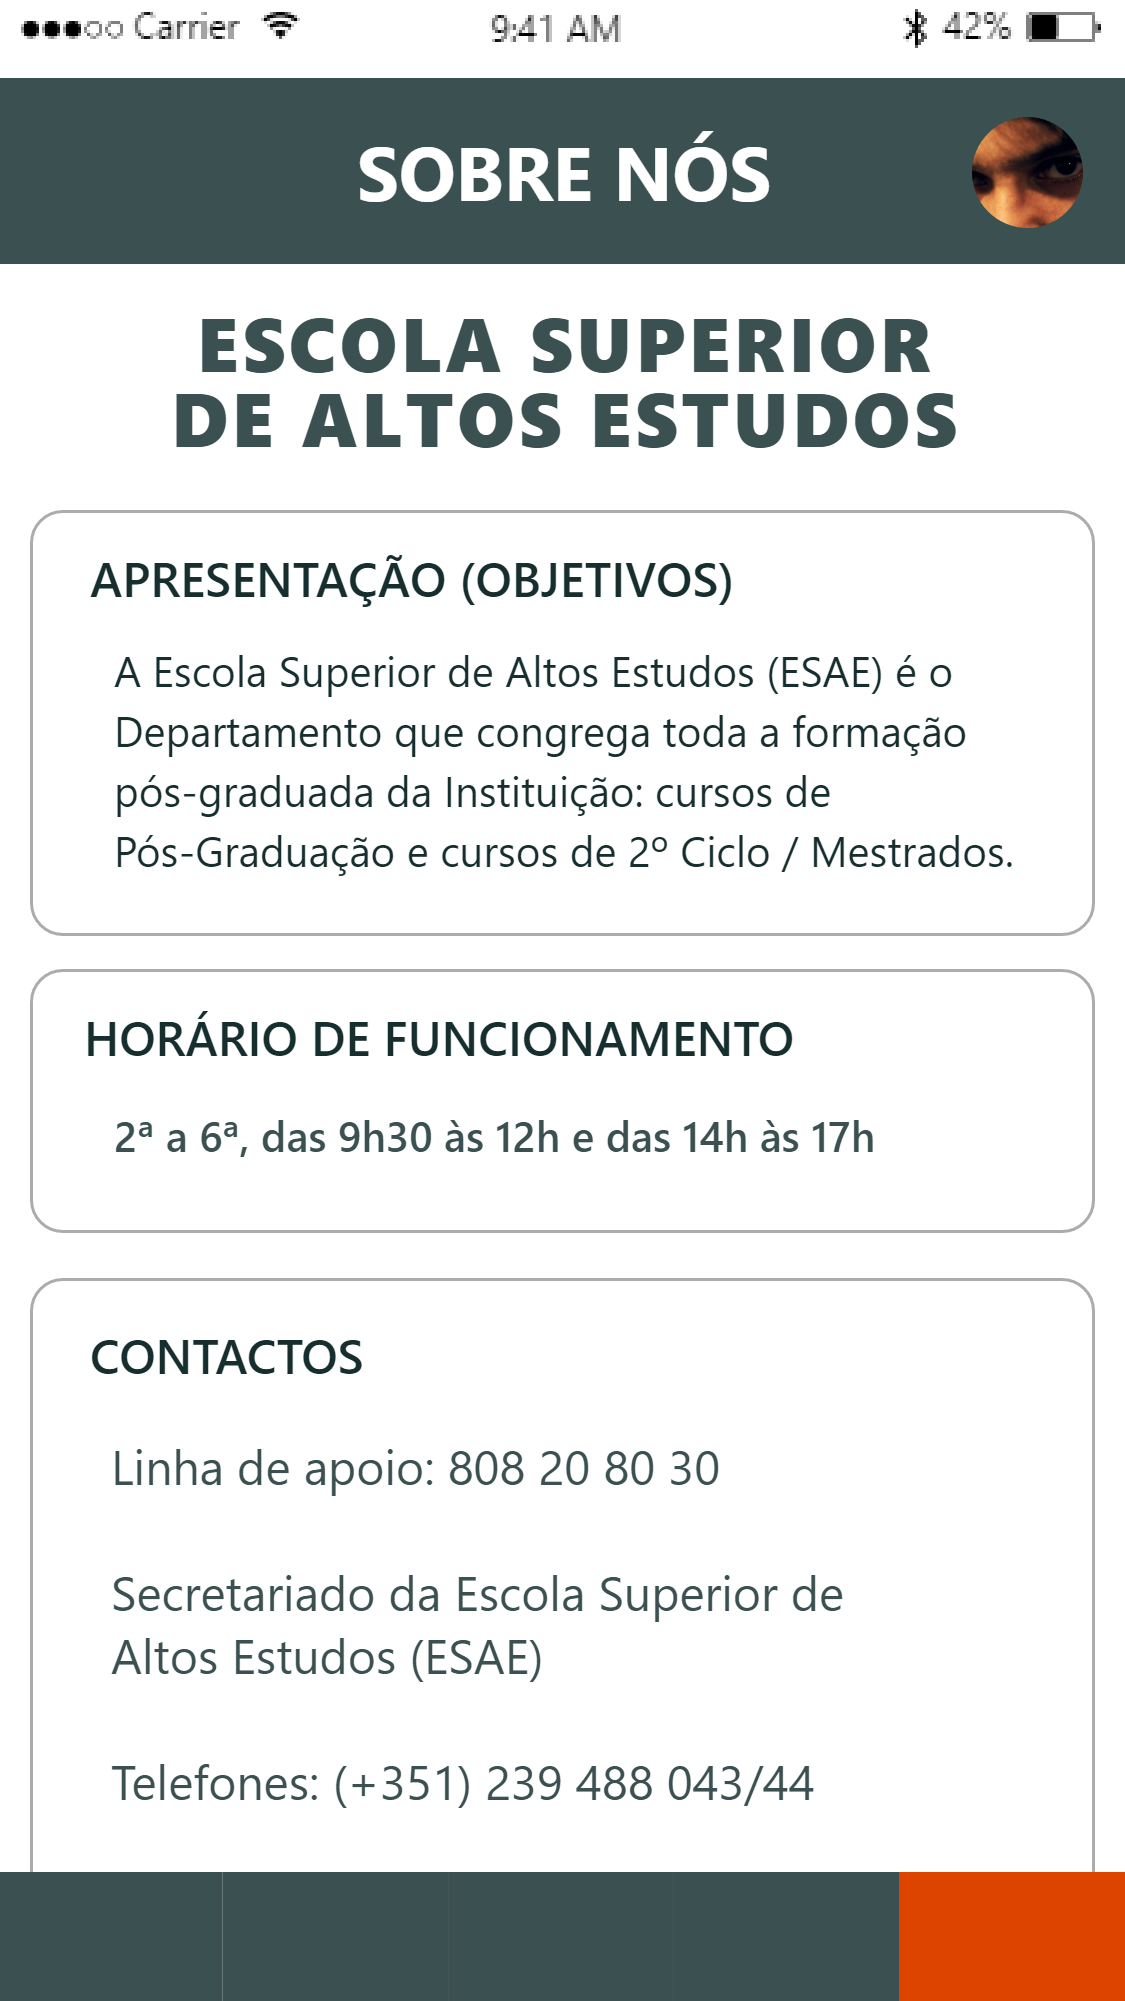 Carrier 9:41 AM 42%
SOBRE NÓS
ESCOLA SUPERIOR
DE ALTOS ESTUDOS
APRESENTAÇÃO (OBJETIVOS)
A Escola Superior de Altos Estudos (ESAE) é o
Departamento que congrega toda a formação
pós-graduada da Instituição: cursos de
Pós-Graduação e cursos de 2º Ciclo / Mestrados.
HORÁRIO DE FUNCIONAMENTO
2ª a 6ª, das 9h30 às 12h e das 14h às 17h
CONTACTOS
Linha de apoio: 808 20 80 30
Secretariado da Escola Superior de
Altos Estudos (ESAE)
Telefones: (+351) 239 488 043/44